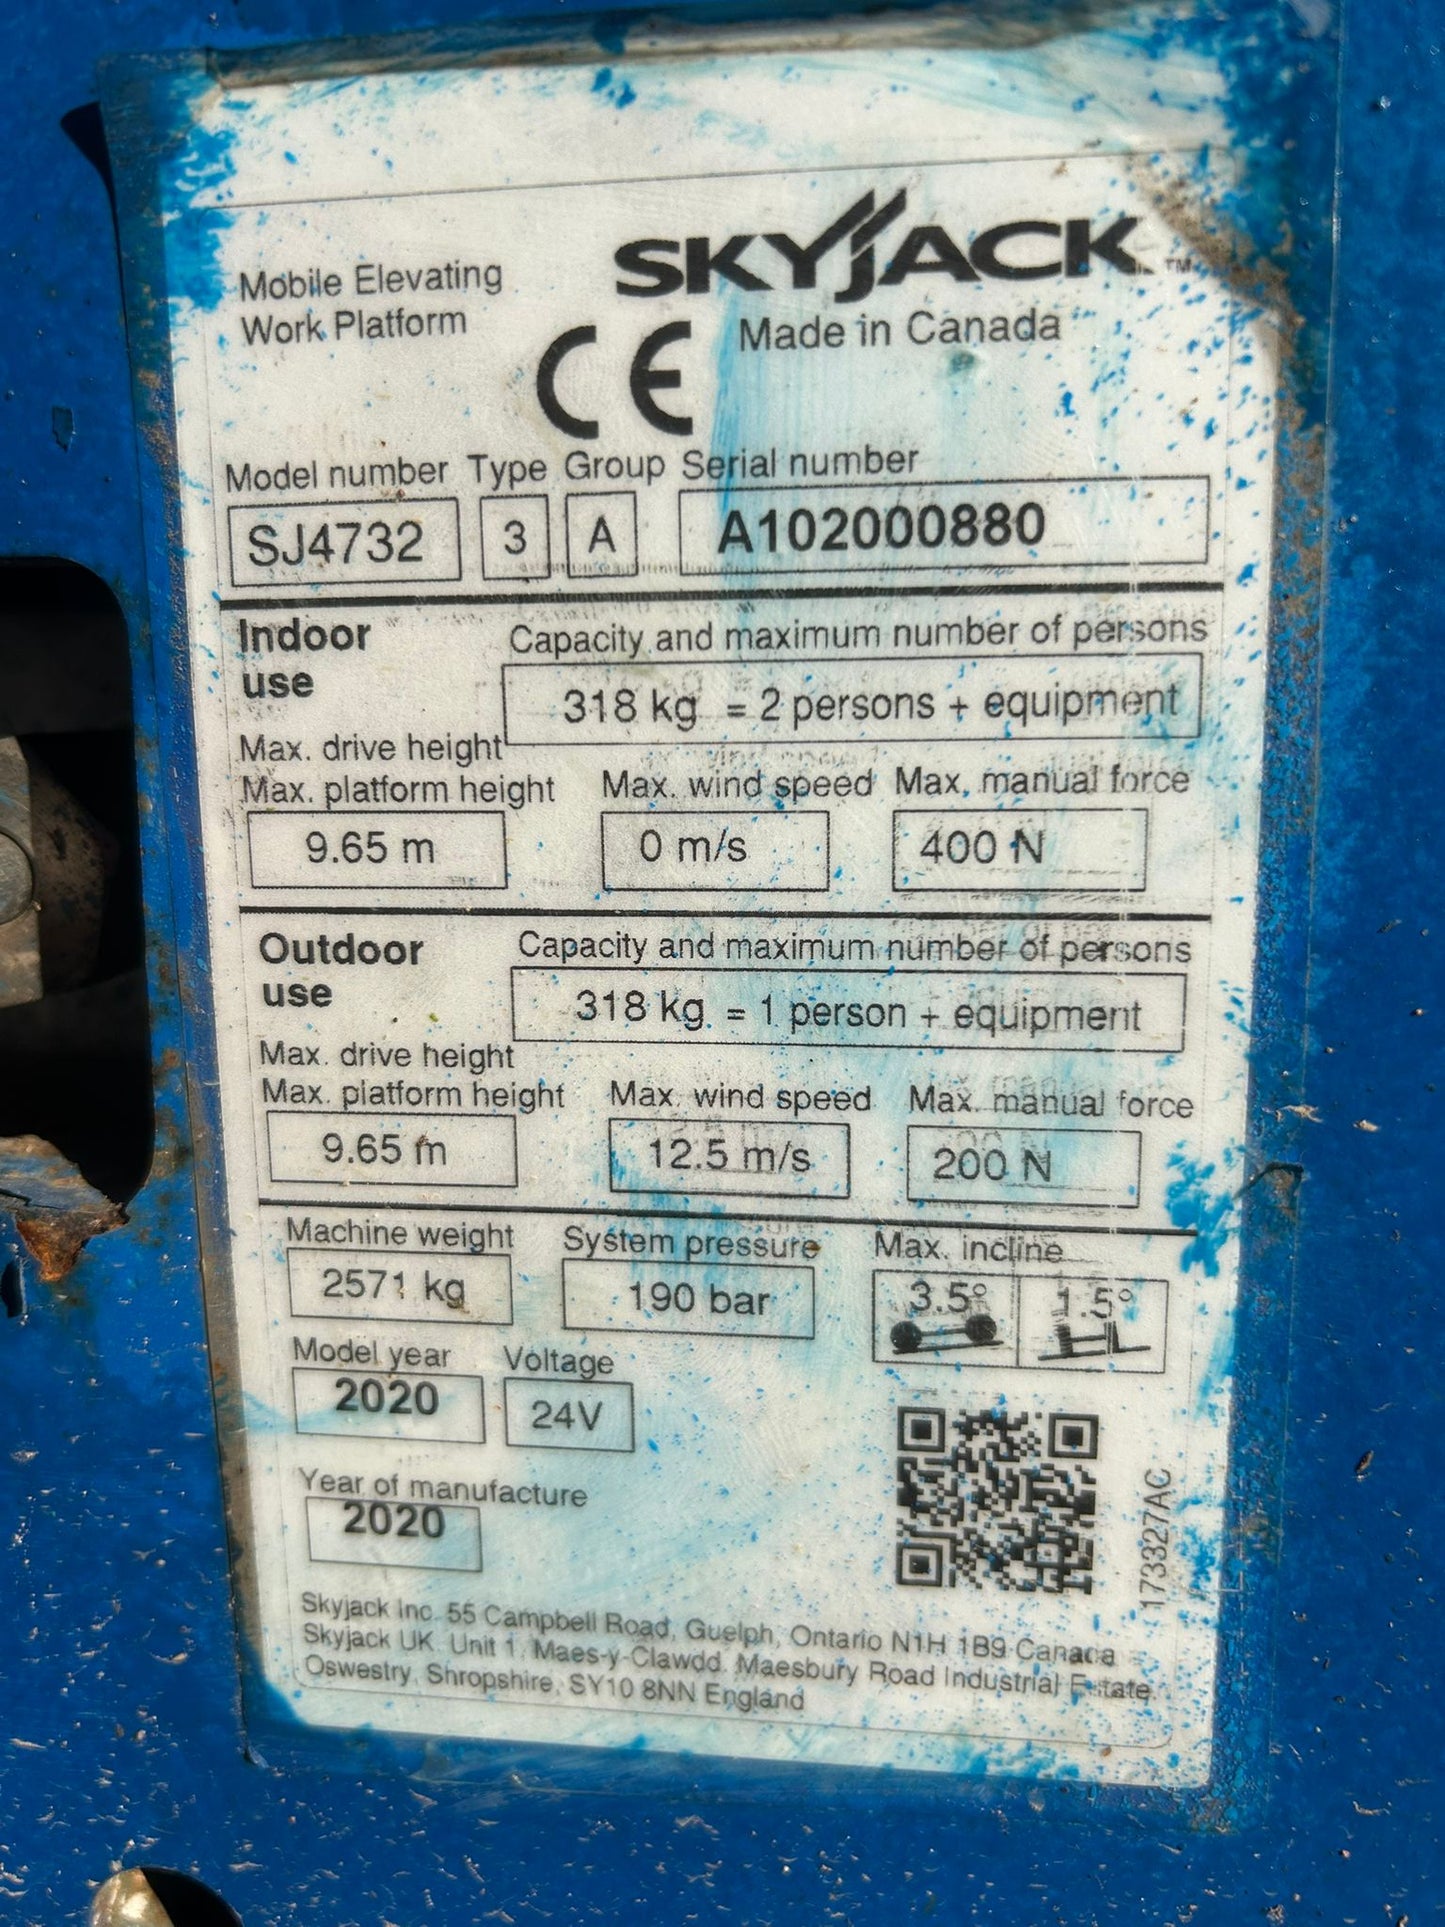 SKYJACK TM
Mobile Elevating
Work Platform
CE
Made in Canada
Model number Type Group Serial number
SJ4732 3 A A102000880
Indoor
use
Capacity and maximum number of persons
318 kg = 2 persons + equipment
Max. drive height
Max. platform height Max. wind speed Max. manual force
9.65 m 0 m/s 400 N
Outdoor
use
Capacity and maximum number of persons
318 kg = 1 person + equipment
Max. drive height
Max. platform height Max. wind speed Max. manual force
9.65 m 12.5 m/s 200 N
Machine weight System pressure Max. incline
2571 kg 190 bar 3.5° 1.5°
Model year Voltage
2020 24V
Year of manufacture
2020
173327AC
Skyjack Inc. 55 Campbell Road, Guelph, Ontario N1H 1B9 Canada
Skyjack UK. Unit 1, Maes-y-Clawdd. Maesbury Road Industrial Estate.
Oswestry, Shropshire, SY10 8NN England